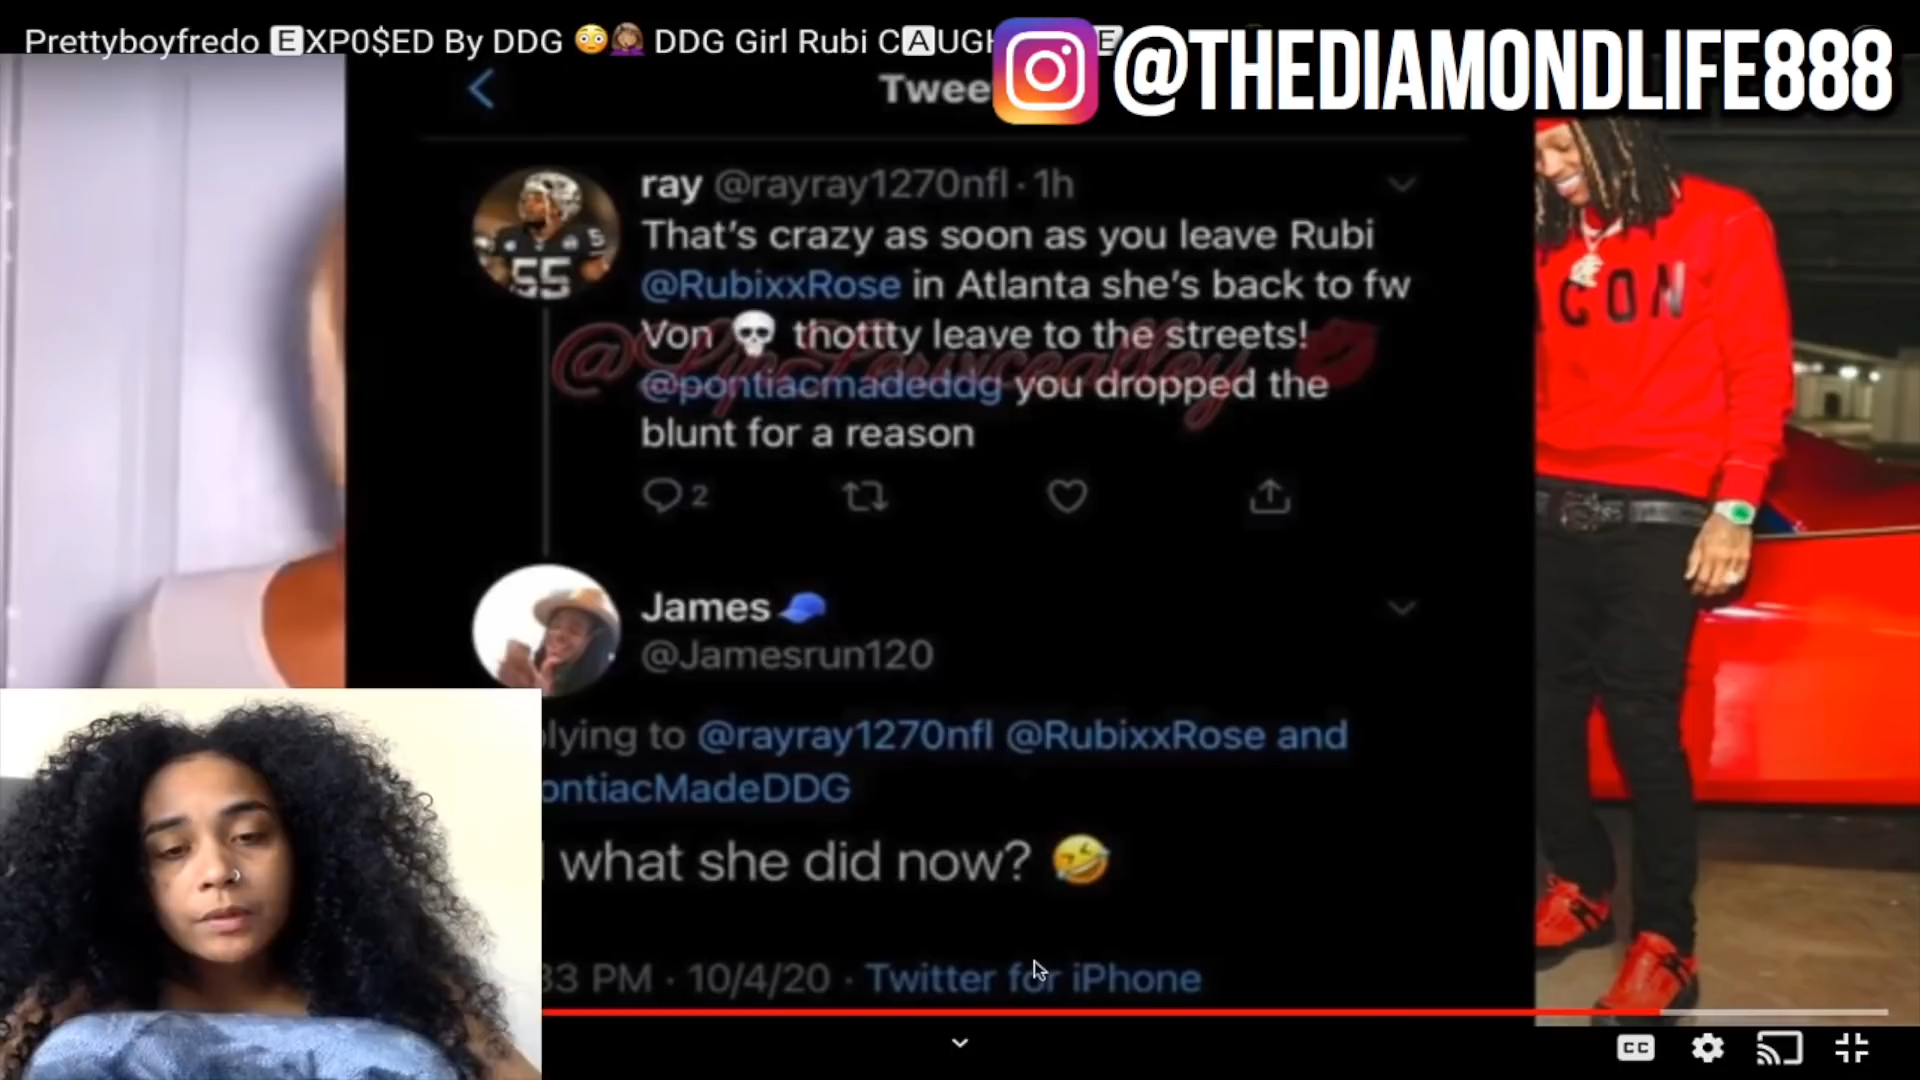 Prettyboyfredo EXP0$ED By DDG 😳🤦🏽‍♀️ DDG Girl Rubi CAUGH E
@THEDIAMONDLIFE888
Twee
ray @rayray1270nfl · 1h
That's crazy as soon as you leave Rubi
@RubixxRose in Atlanta she's back to fw
Von 💀 thottty leave to the streets!
@pontiacmadeddg you dropped the
blunt for a reason
2
James 🧢
@Jamesrun120
lying to @rayray1270nfl @RubixxRose and
ontiacMadeDDG
what she did now? 🤣
33 PM · 10/4/20 · Twitter for iPhone
CC
55
5
CON